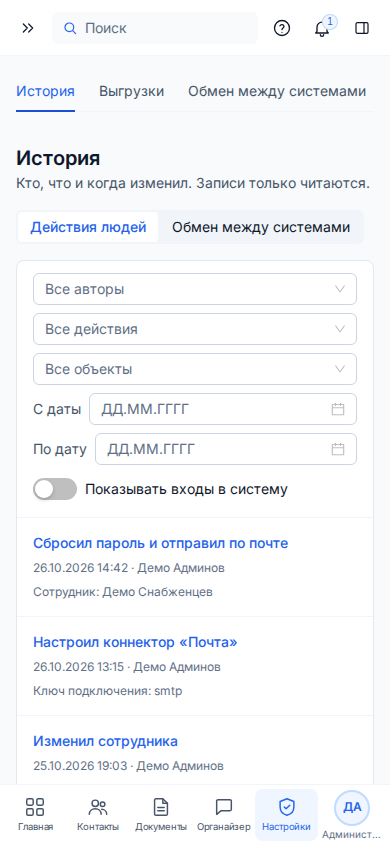 Поиск
1
История Выгрузки Обмен между системами
История
Кто, что и когда изменил. Записи только читаются.
Действия людей Обмен между системами
Все авторы
Все действия
Все объекты
С даты ДД.ММ.ГГГГ
По дату ДД.ММ.ГГГГ
Показывать входы в систему
Сбросил пароль и отправил по почте
26.10.2026 14:42 · Демо Админов
Сотрудник: Демо Снабженцев
Настроил коннектор «Почта»
26.10.2026 13:15 · Демо Админов
Ключ подключения: smtp
Изменил сотрудника
25.10.2026 19:03 · Демо Админов
ДА
Главная Контакты Документы Органайзер Настройки Админист...